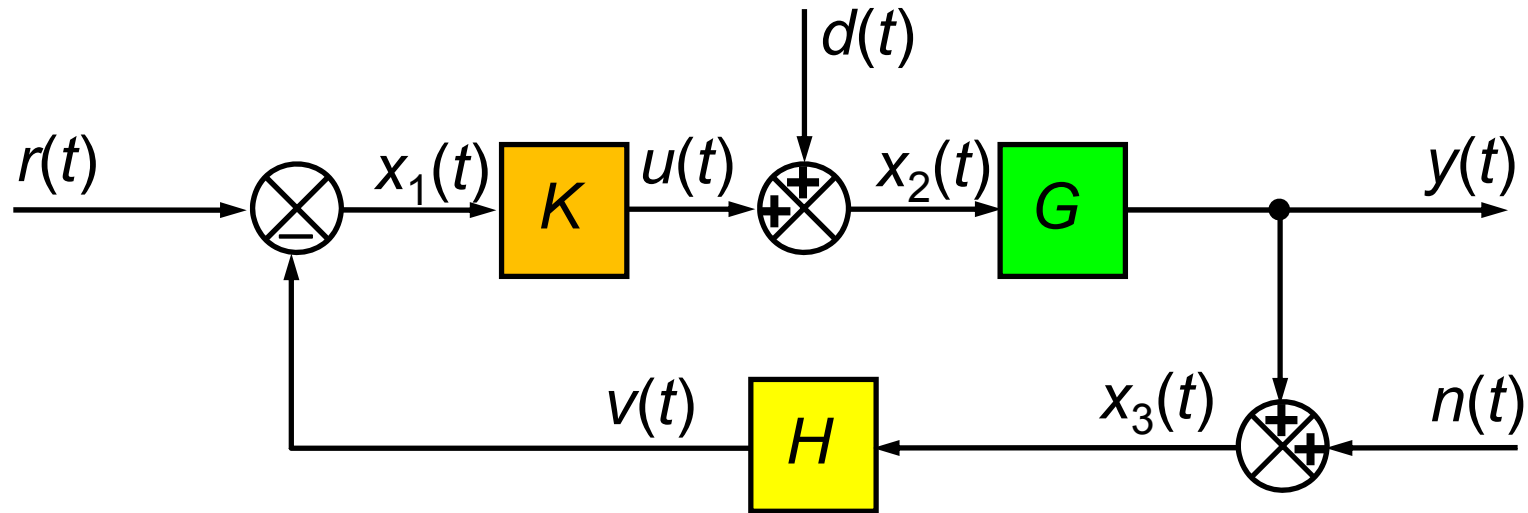 d(t)
r(t) x₁(t) K u(t) + + x₂(t) G y(t)
−
v(t) H x₃(t) + + n(t)